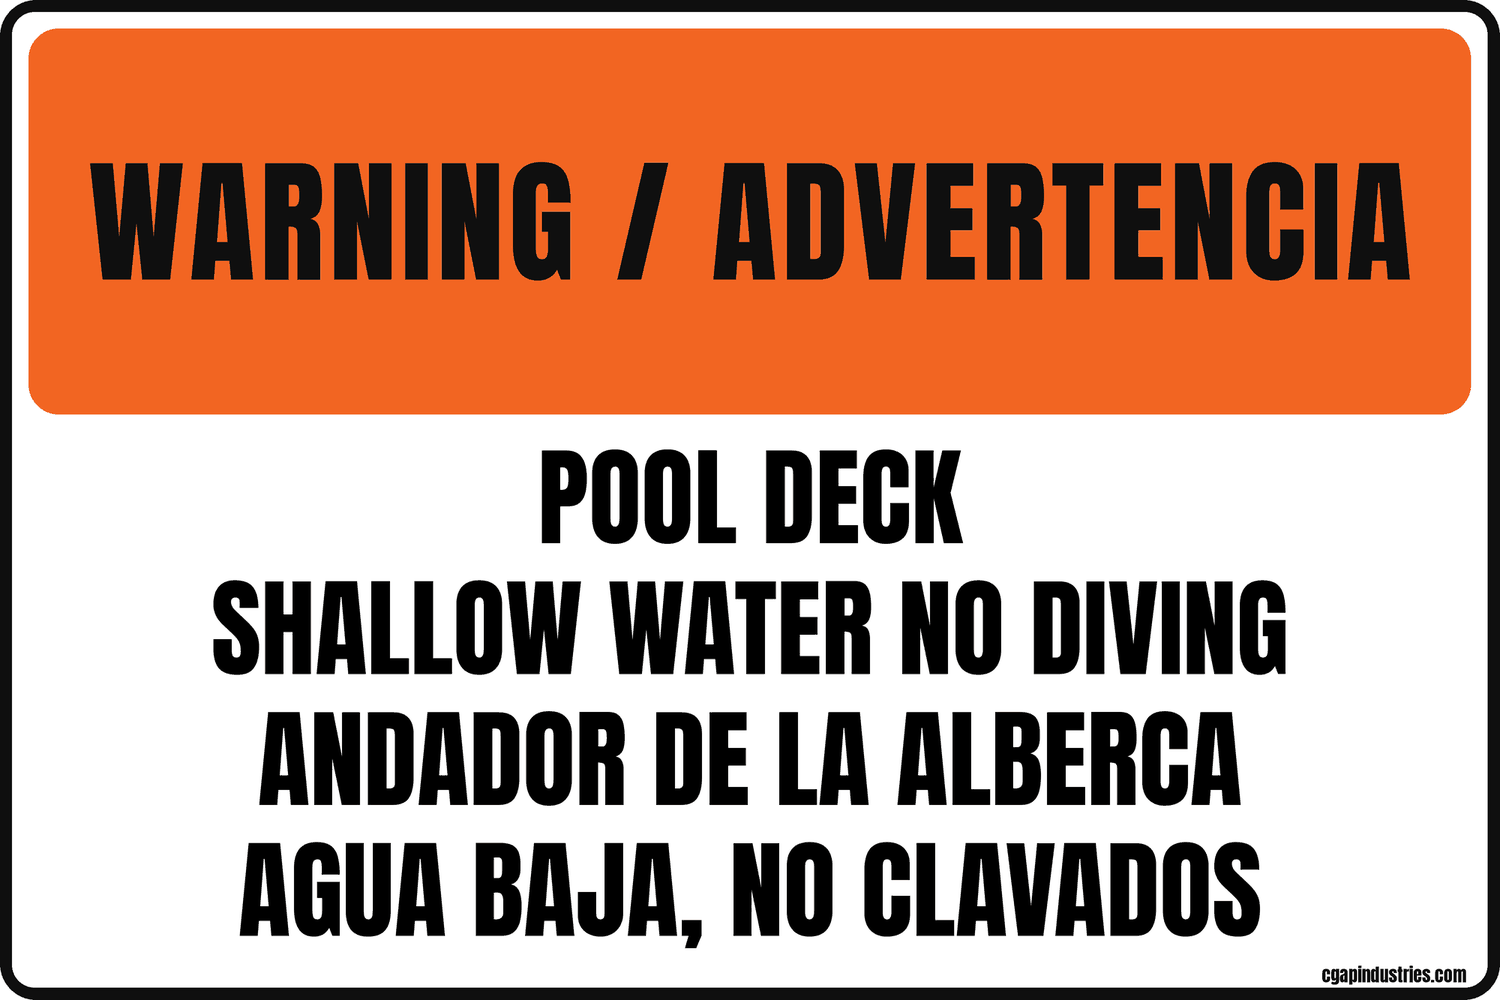 WARNING / ADVERTENCIA
POOL DECK
SHALLOW WATER NO DIVING
ANDADOR DE LA ALBERCA
AGUA BAJA, NO CLAVADOS
cgapindustries.com